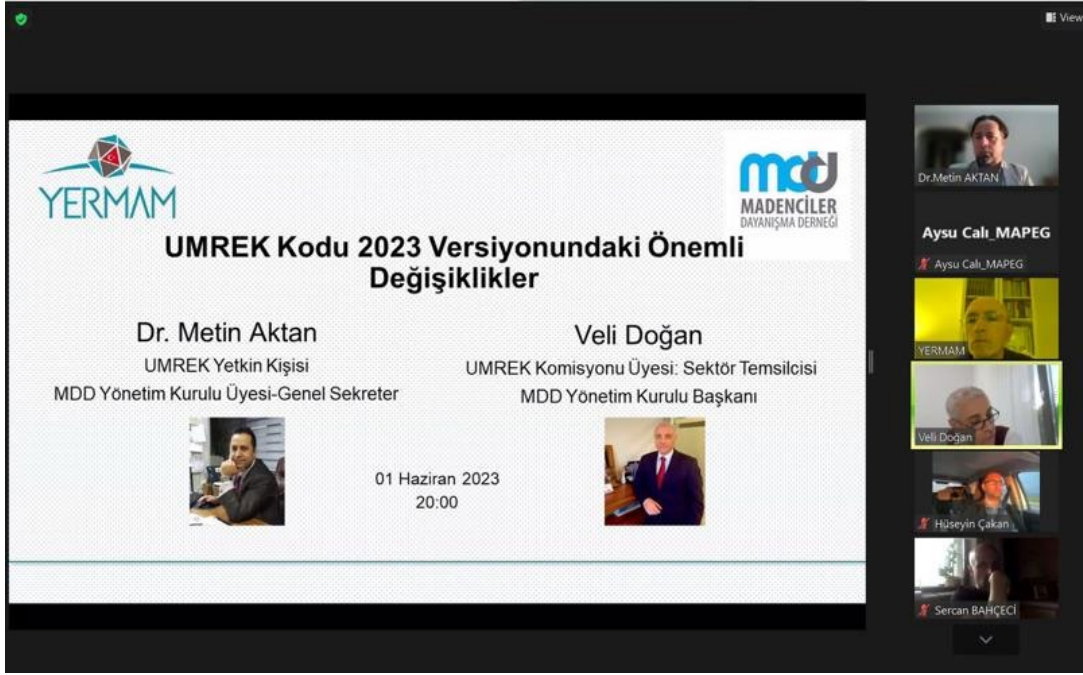 View
YERMAM
mdd
MADENCİLER
DAYANIŞMA DERNEĞİ
UMREK Kodu 2023 Versiyonundaki Önemli
Değişiklikler
Dr. Metin Aktan
UMREK Yetkin Kişisi
MDD Yönetim Kurulu Üyesi-Genel Sekreter
Veli Doğan
UMREK Komisyonu Üyesi: Sektör Temsilcisi
MDD Yönetim Kurulu Başkanı
01 Haziran 2023
20:00
Dr.Metin AKTAN
Aysu Calı_MAPEG
Aysu Calı_MAPEG
YERMAM
Veli Doğan
Hüseyin Çakan
Sercan BAHÇECİ